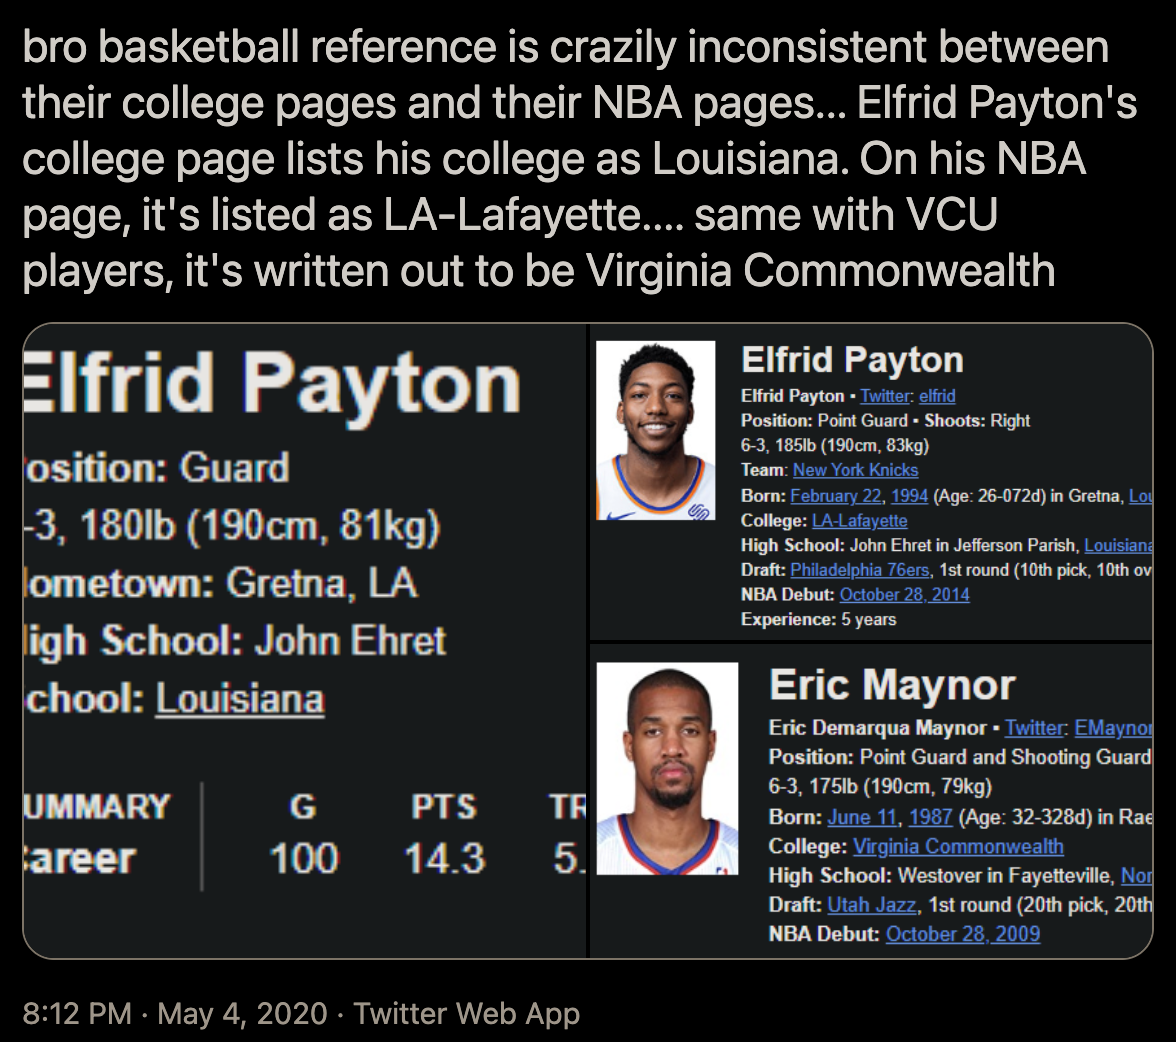 bro basketball reference is crazily inconsistent between
their college pages and their NBA pages... Elfrid Payton's
college page lists his college as Louisiana. On his NBA
page, it's listed as LA-Lafayette.... same with VCU
players, it's written out to be Virginia Commonwealth
Elfrid Payton
osition: Guard
-3, 180lb (190cm, 81kg)
ometown: Gretna, LA
igh School: John Ehret
chool: Louisiana
UMMARY G PTS TR
areer 100 14.3 5.
Elfrid Payton
Elfrid Payton ▪ Twitter: elfrid
Position: Point Guard ▪ Shoots: Right
6-3, 185lb (190cm, 83kg)
Team: New York Knicks
Born: February 22, 1994 (Age: 26-072d) in Gretna, Lou
College: LA-Lafayette
High School: John Ehret in Jefferson Parish, Louisiana
Draft: Philadelphia 76ers, 1st round (10th pick, 10th ov
NBA Debut: October 28, 2014
Experience: 5 years
Eric Maynor
Eric Demarqua Maynor ▪ Twitter: EMaynor
Position: Point Guard and Shooting Guard
6-3, 175lb (190cm, 79kg)
Born: June 11, 1987 (Age: 32-328d) in Rae
College: Virginia Commonwealth
High School: Westover in Fayetteville, Nor
Draft: Utah Jazz, 1st round (20th pick, 20th
NBA Debut: October 28, 2009
8:12 PM · May 4, 2020 · Twitter Web App